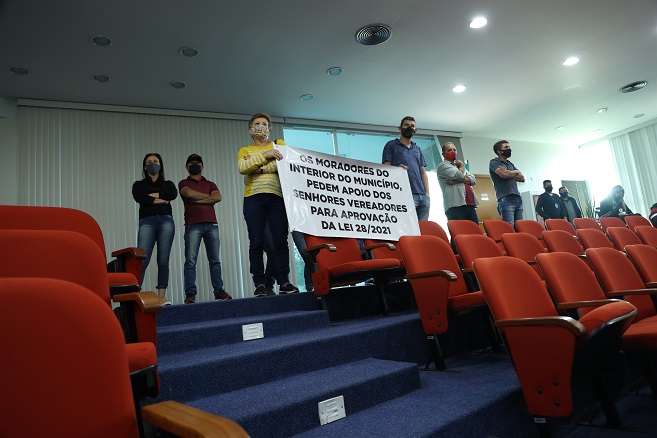 OS MORADORES DO
INTERIOR DO MUNICÍPIO,
PEDEM APOIO DOS
SENHORES VEREADORES
PARA APROVAÇÃO
DA LEI 28/2021